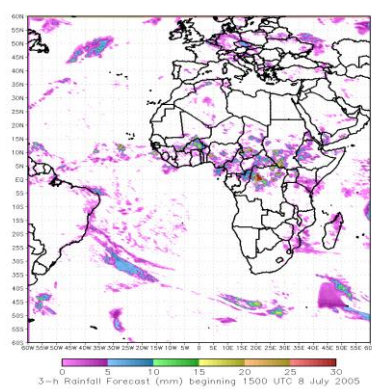 60N
55N
50N
45N
40N
35N
30N
25N
20N
15N
10N
5N
EQ
5S
10S
15S
20S
25S
30S
35S
40S
45S
50S
55S
60S
60W 55W 50W 45W 40W 35W 30W 25W 20W 15W 10W 5W 0 5E 10E 15E 20E 25E 30E 35E 40E 45E 50E 55E 60E
0 5 10 15 20 25 30
3-h Rainfall Forecast (mm) beginning 1500 UTC 8 July 2005